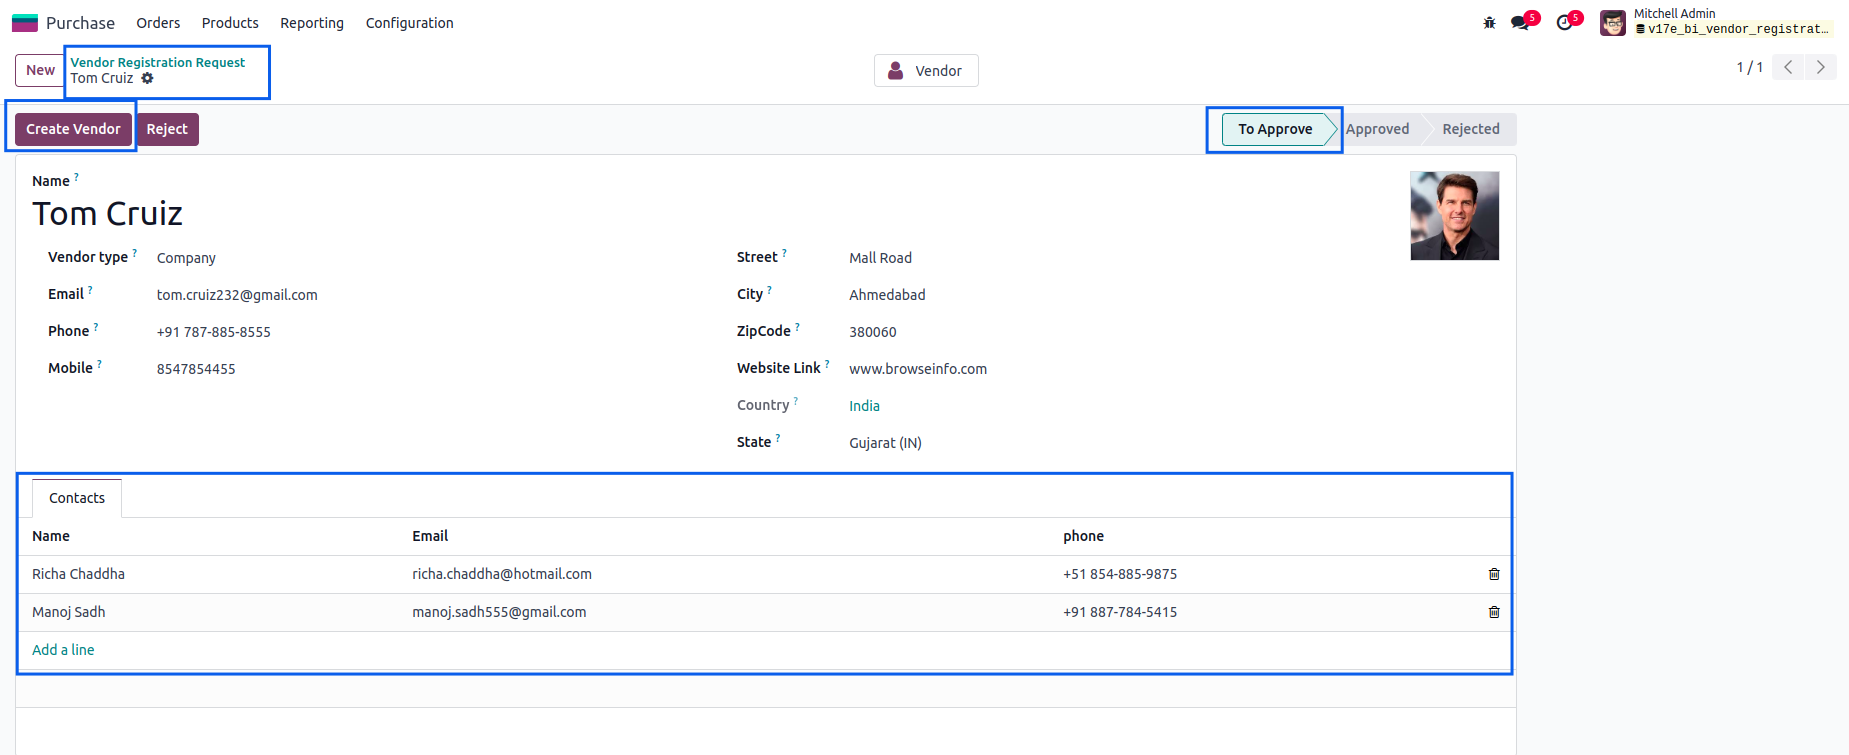 Purchase Orders Products Reporting Configuration 5 5 Mitchell Admin
v17e_bi_vendor_registrat...
New Vendor Registration Request
Tom Cruiz
Vendor 1 / 1
Create Vendor Reject To Approve Approved Rejected
Name ?
Tom Cruiz
Vendor type ? Company
Email ? tom.cruiz232@gmail.com
Phone ? +91 787-885-8555
Mobile ? 8547854455
Street ? Mall Road
City ? Ahmedabad
ZipCode ? 380060
Website Link ? www.browseinfo.com
Country ? India
State ? Gujarat (IN)
Contacts
Name Email phone
Richa Chaddha richa.chaddha@hotmail.com +51 854-885-9875
Manoj Sadh manoj.sadh555@gmail.com +91 887-784-5415
Add a line